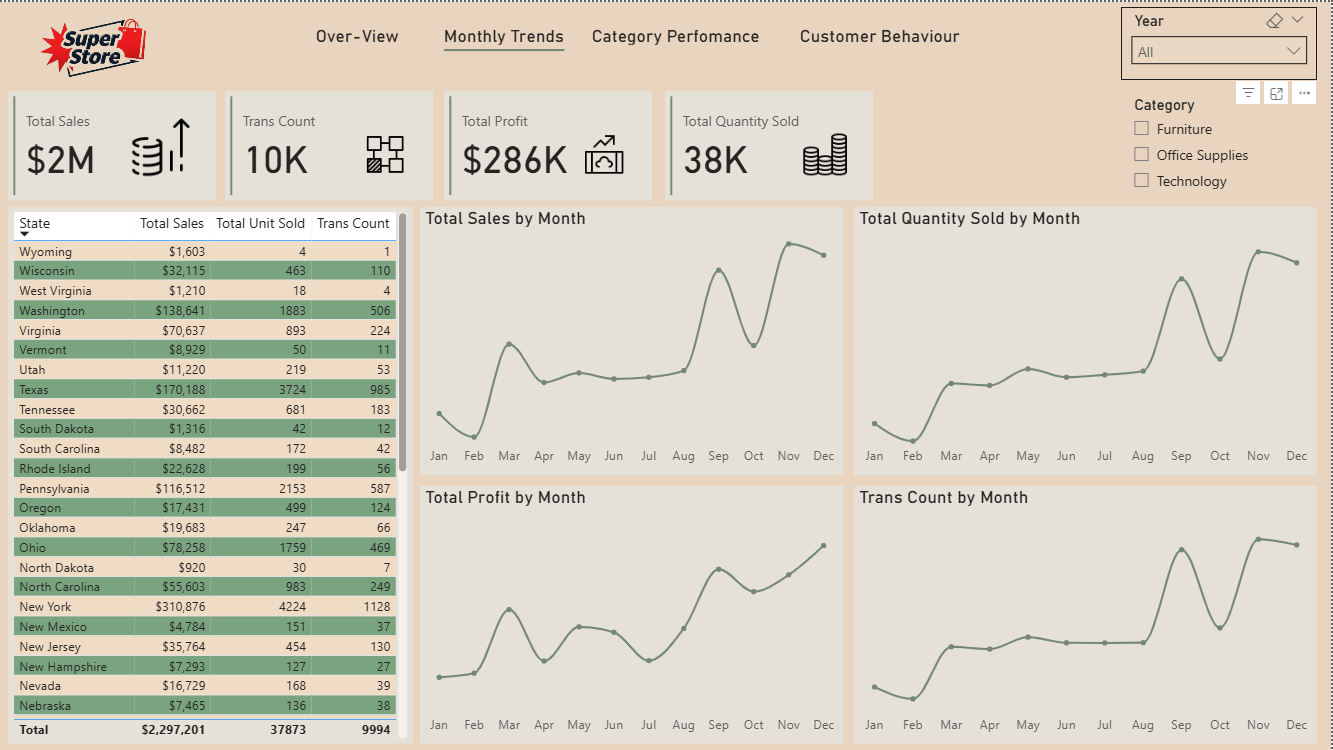 Super
Store
Over-View Monthly Trends Category Perfomance Customer Behaviour
Year
All
Category
Furniture
Office Supplies
Technology
Total Sales
$2M
Trans Count
10K
Total Profit
$286K
Total Quantity Sold
38K
State Total Sales Total Unit Sold Trans Count
Wyoming $1,603 4 1
Wisconsin $32,115 463 110
West Virginia $1,210 18 4
Washington $138,641 1883 506
Virginia $70,637 893 224
Vermont $8,929 50 11
Utah $11,220 219 53
Texas $170,188 3724 985
Tennessee $30,662 681 183
South Dakota $1,316 42 12
South Carolina $8,482 172 42
Rhode Island $22,628 199 56
Pennsylvania $116,512 2153 587
Oregon $17,431 499 124
Oklahoma $19,683 247 66
Ohio $78,258 1759 469
North Dakota $920 30 7
North Carolina $55,603 983 249
New York $310,876 4224 1128
New Mexico $4,784 151 37
New Jersey $35,764 454 130
New Hampshire $7,293 127 27
Nevada $16,729 168 39
Nebraska $7,465 136 38
Total $2,297,201 37873 9994
Total Sales by Month
Jan Feb Mar Apr May Jun Jul Aug Sep Oct Nov Dec
Total Quantity Sold by Month
Jan Feb Mar Apr May Jun Jul Aug Sep Oct Nov Dec
Total Profit by Month
Jan Feb Mar Apr May Jun Jul Aug Sep Oct Nov Dec
Trans Count by Month
Jan Feb Mar Apr May Jun Jul Aug Sep Oct Nov Dec